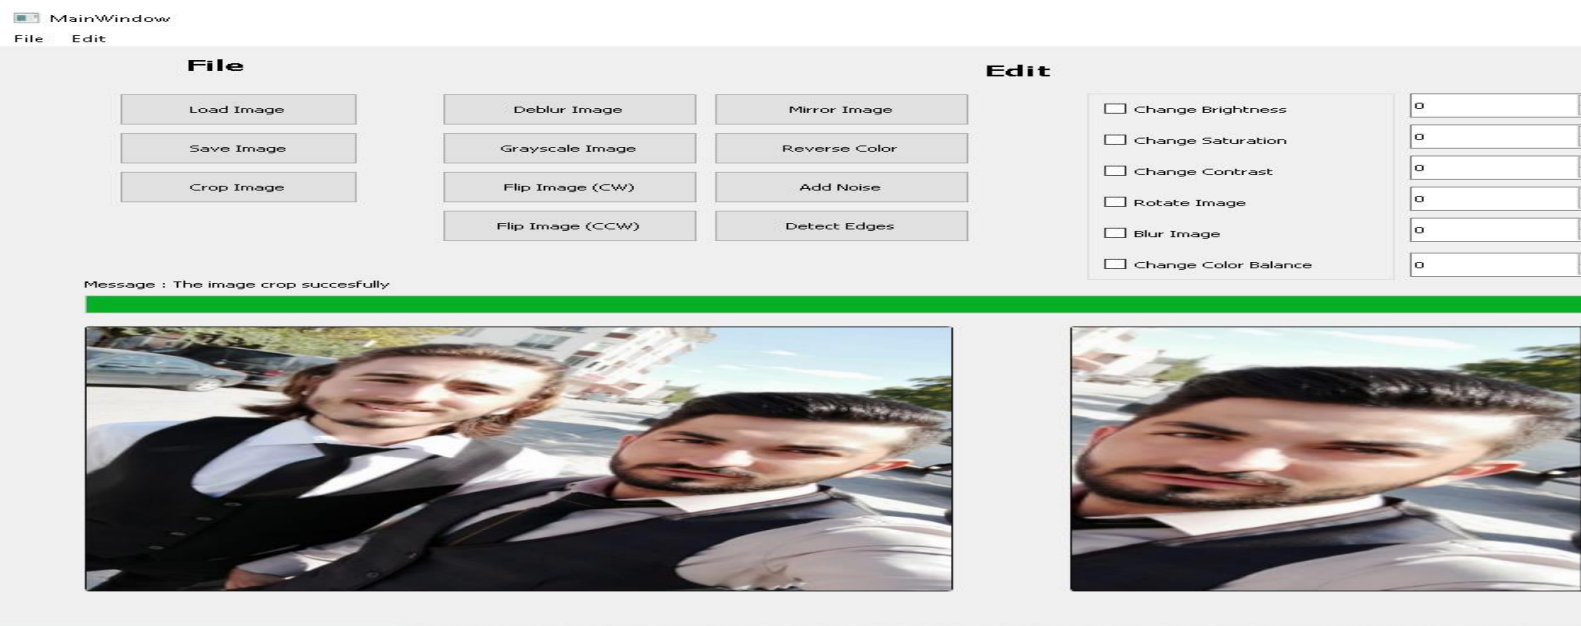 MainWindow
File Edit
File
Edit
Load Image
Save Image
Crop Image
Deblur Image
Grayscale Image
Flip Image (CW)
Flip Image (CCW)
Mirror Image
Reverse Color
Add Noise
Detect Edges
Change Brightness 0
Change Saturation 0
Change Contrast 0
Rotate Image 0
Blur Image 0
Change Color Balance 0
Message : The image crop succesfully